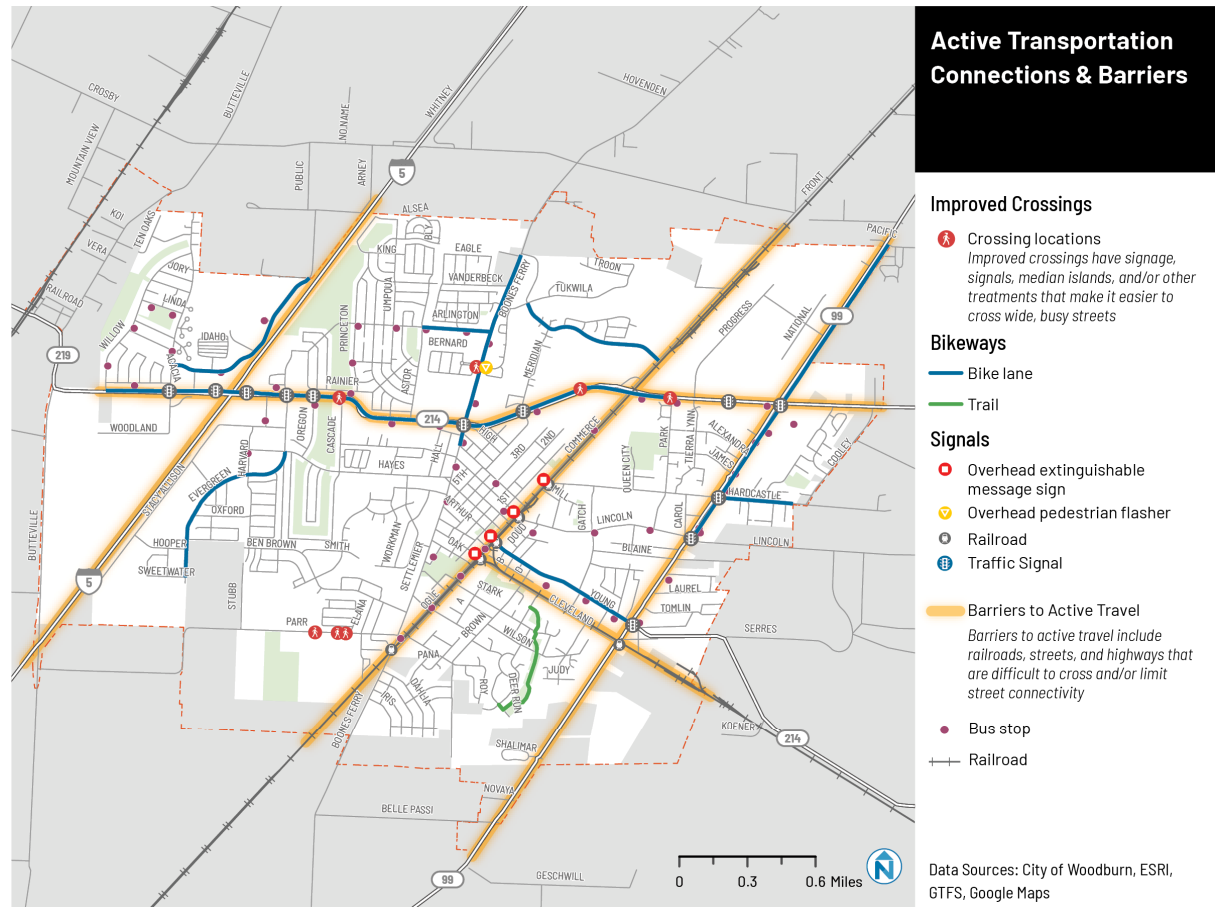 Active Transportation
Connections & Barriers
Improved Crossings
Crossing locations
Improved crossings have signage,
signals, median islands, and/or other
treatments that make it easier to
cross wide, busy streets
Bikeways
Bike lane
Trail
Signals
Overhead extinguishable
message sign
Overhead pedestrian flasher
Railroad
Traffic Signal
Barriers to Active Travel
Barriers to active travel include
railroads, streets, and highways that
are difficult to cross and/or limit
street connectivity
Bus stop
Railroad
Data Sources: City of Woodburn, ESRI,
GTFS, Google Maps
CROSBY
BUTTEVILLE
MOUNTAIN VIEW
NO NAME
WHITNEY
HOVENDEN
PUBLIC
ARNEY
5
FRONT
KOI
TEN OAKS
VERA
ALSEA
PACIFIC
KING
BLY
EAGLE
JORY
VANDERBECK
TROON
TUKWILA
RAILROAD
LINDA
UMPQUA
BOONES FERRY
ARLINGTON
PROGRESS
NATIONAL
99
WILLOW
IDAHO
PRINCETON
BERNARD
219
ACACIA
MERIDIAN
RAINIER
ASTOR
214
WOODLAND
OREGON
CASCADE
HALL
HIGH
3RD
2ND
COMMERCE
PARK
TIERRA LYNN
ALEXANDRA
JAMES
COOLEY
HARVARD
HAYES
5TH
QUEEN CITY
STACY ALLISON
EVERGREEN
MILL
HARDCASTLE
OXFORD
ARTHUR
GATCH
LINCOLN
CAROL
DOUD
BUTTEVILLE
HOOPER
BEN BROWN
SMITH
WORKMAN
OAK
BLAINE
LINCOLN
SWEETWATER
SETTLEMIER
B
D
5
STUBB
STARK
YOUNG
LAUREL
OGLE
A
CLEVELAND
TOMLIN
PARR
ELANA
BROWN
WILSON
SERRES
PANA
JUDY
ROY
DEER RUN
IRIS
DAHLIA
BOONES FERRY
KOENER
214
SHALIMAR
NOVAYA
BELLE PASSI
99
GESCHWILL
0
0.3
0.6 Miles
N